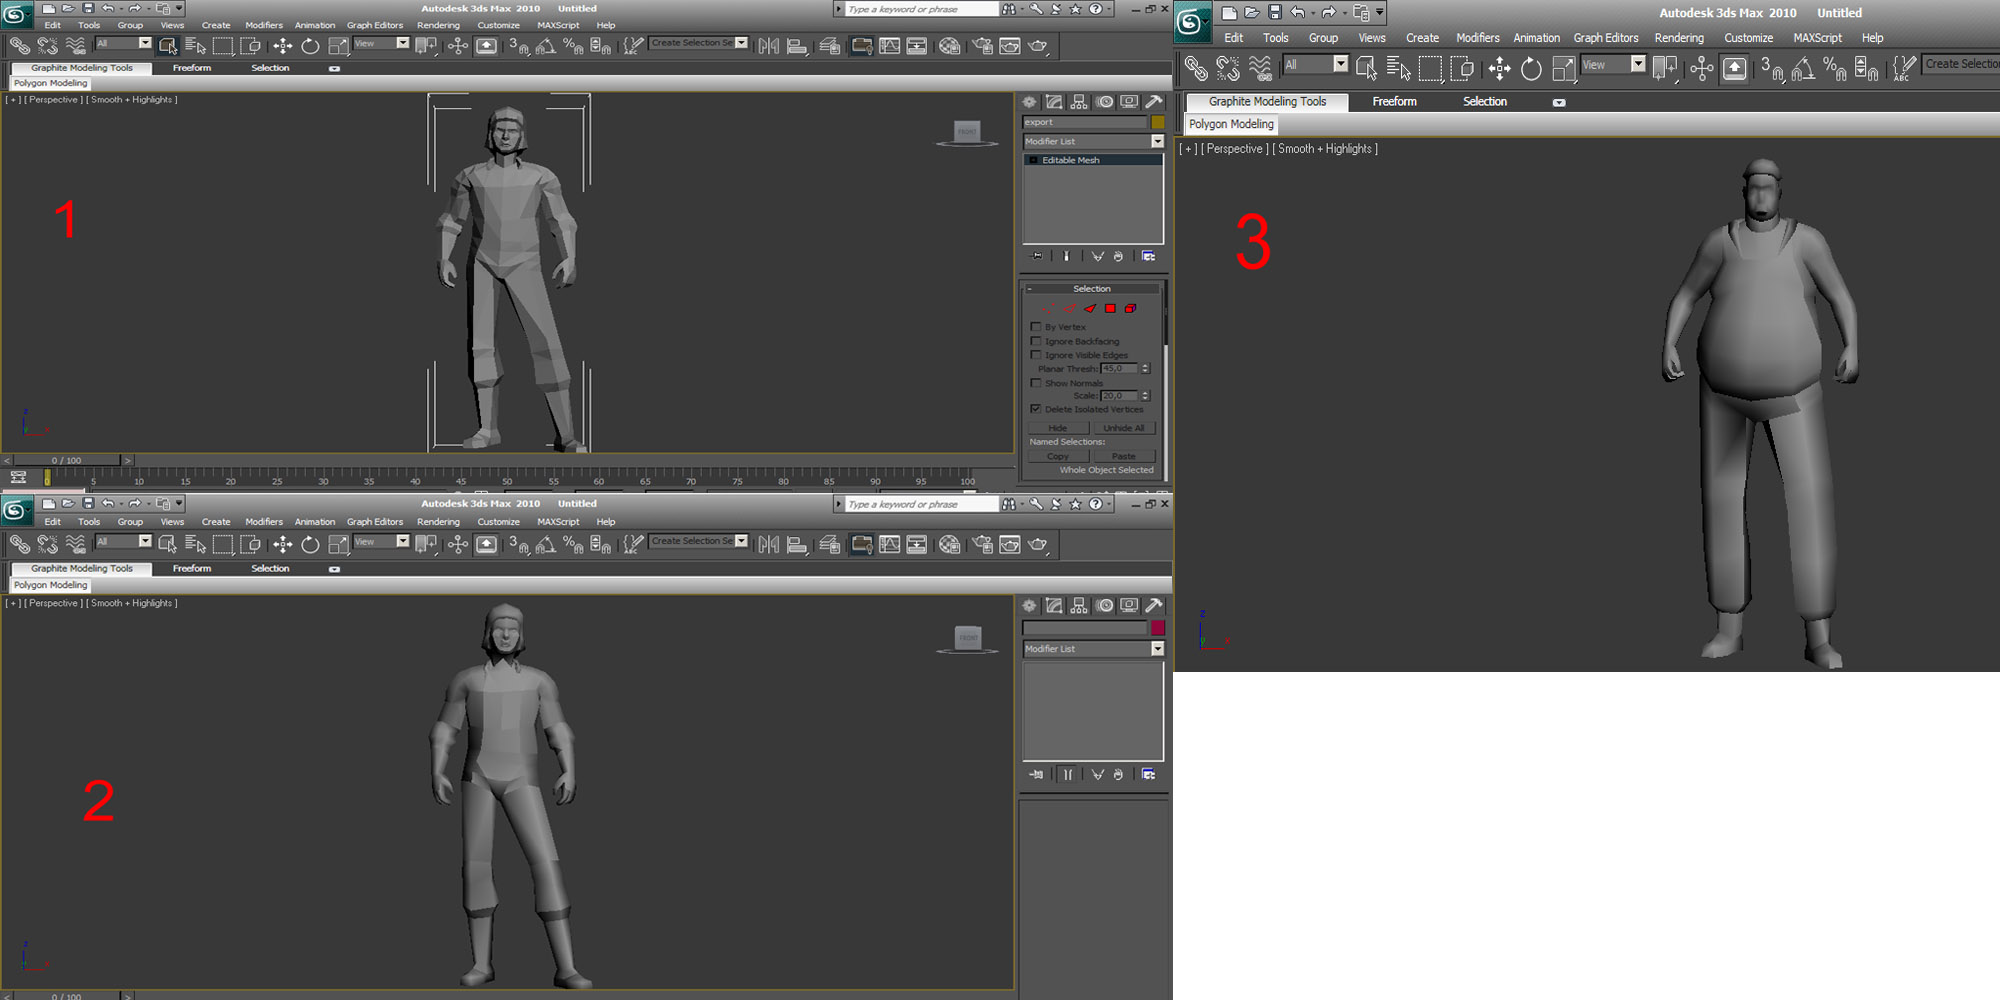 Autodesk 3ds Max 2010 Untitled
Type a keyword or phrase
Edit Tools Group Views Create Modifiers Animation Graph Editors Rendering Customize MAXScript Help
All View Create Selection Se
Graphite Modeling Tools Freeform Selection
Polygon Modeling
[ + ] [ Perspective ] [ Smooth + Highlights ]
FRONT
1
export
Modifier List
Editable Mesh
Selection
By Vertex
Ignore Backfacing
Ignore Visible Edges
Planar Thresh: 45,0
Show Normals
Scale: 20,0
Delete Isolated Vertices
Hide Unhide All
Named Selections:
Copy Paste
Whole Object Selected
z
< 0 / 100 >
0 5 10 15 20 25 30 35 40 45 50 55 60 65 70 75 80 85 90 95 100
Autodesk 3ds Max 2010 Untitled
Type a keyword or phrase
Edit Tools Group Views Create Modifiers Animation Graph Editors Rendering Customize MAXScript Help
All View Create Selection Se
Graphite Modeling Tools Freeform Selection
Polygon Modeling
[ + ] [ Perspective ] [ Smooth + Highlights ]
FRONT
Modifier List
2
z
< 0 / 100 >
Autodesk 3ds Max 2010 Untitled
Edit Tools Group Views Create Modifiers Animation Graph Editors Rendering Customize MAXScript Help
All View Create Selectio
Graphite Modeling Tools Freeform Selection
Polygon Modeling
[ + ] [ Perspective ] [ Smooth + Highlights ]
3
z